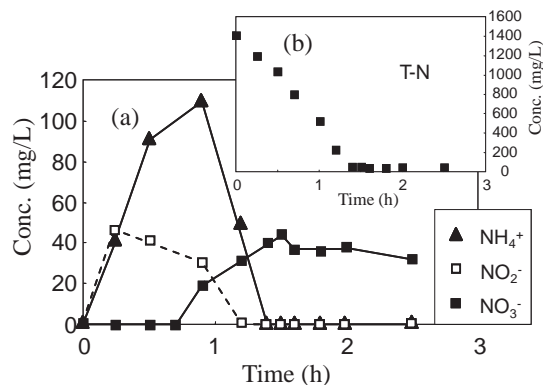 (a)
Conc. (mg/L)
120
100
80
60
40
20
0
0
1
2
3
Time (h)
(b)
T-N
1600
1400
1200
1000
800
600
400
200
0
Conc. (mg/L)
0
1
2
3
Time (h)
NH₄⁺
NO₂⁻
NO₃⁻